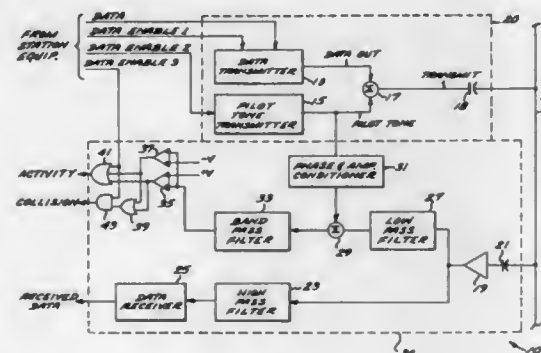 FROM STATION EQUIP.
DATA
DATA ENABLE 1
DATA ENABLE 2
DATA ENABLE 3
20
DATA TRANSMITTER
13
DATA OUT
Σ
17
TRANSMIT
18
PILOT TONE TRANSMITTER
15
PILOT TONE
PHASE & AMP. CONDITIONER
31
41
37
-V
-V
35
ACTIVITY
COLLISION
43
39
33
BAND PASS FILTER
Σ
29
27
LOW PASS FILTER
21
19
25
DATA RECEIVER
23
HIGH PASS FILTER
RECEIVED DATA
10